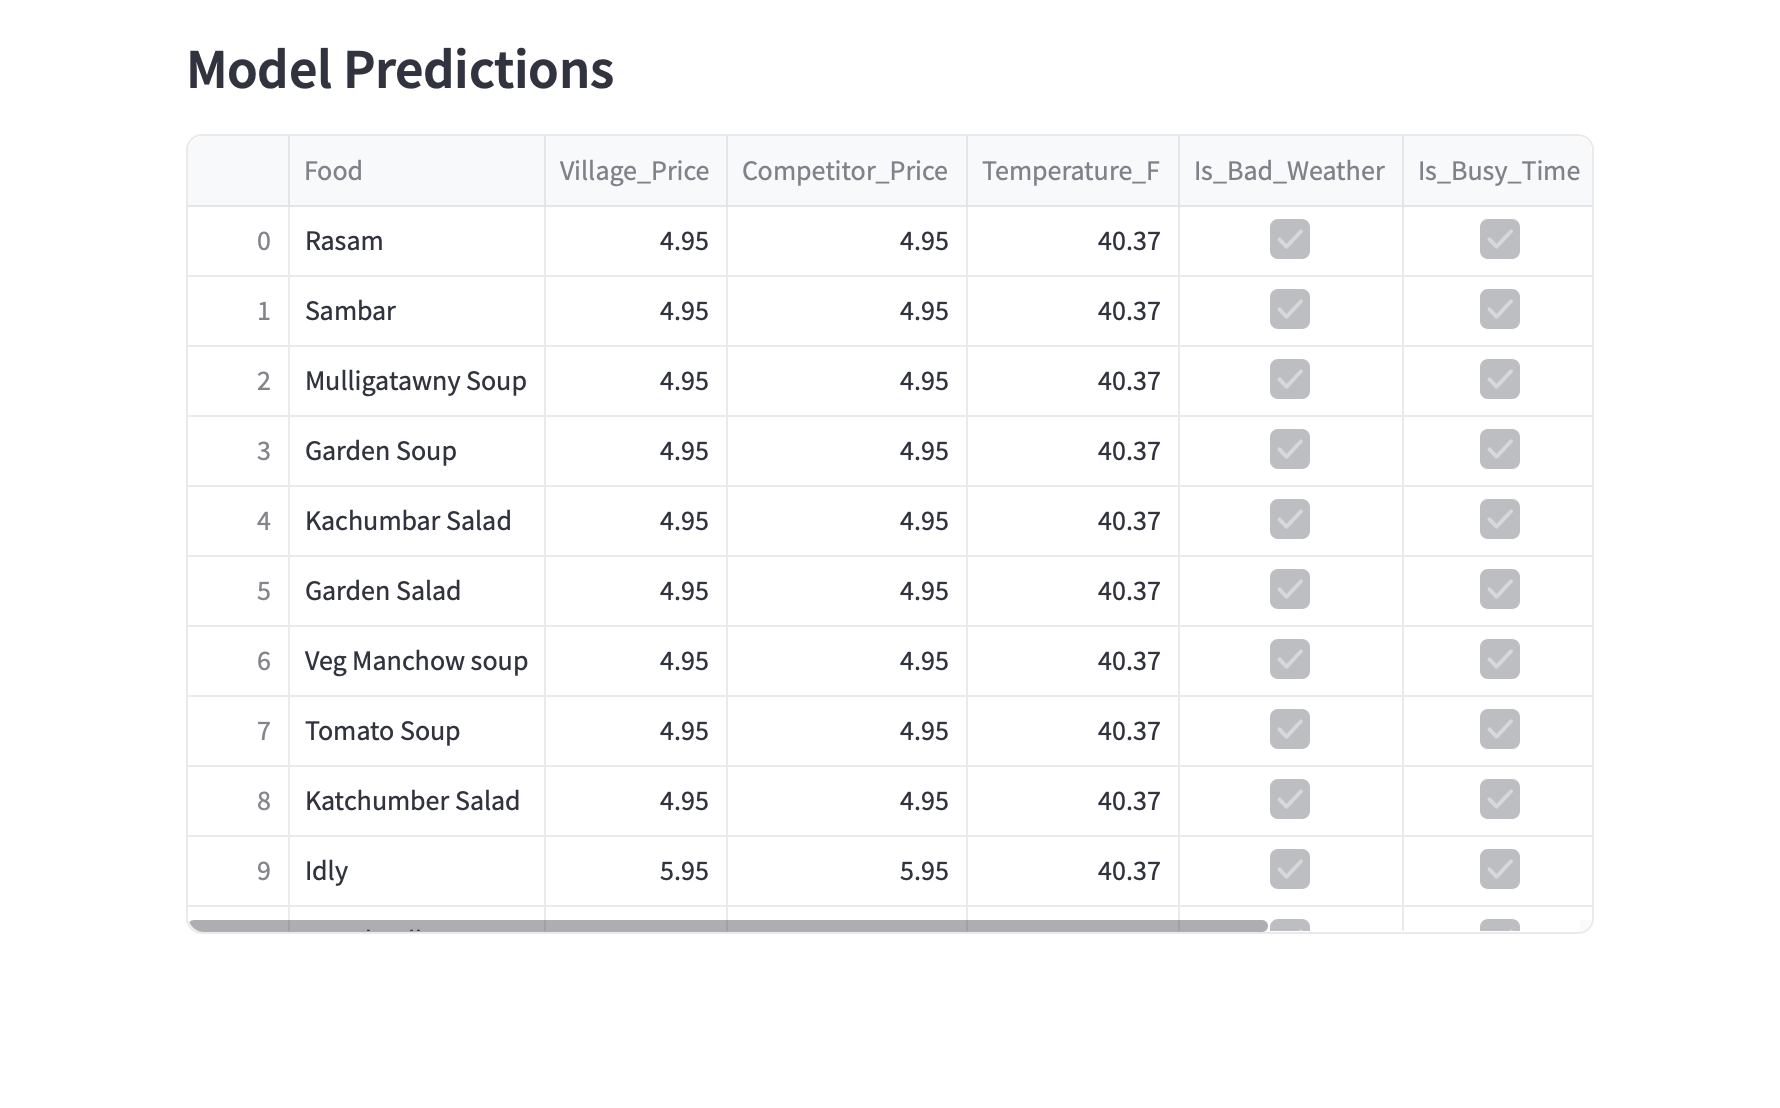 Model Predictions
Food Village_Price Competitor_Price Temperature_F Is_Bad_Weather Is_Busy_Time
0 Rasam 4.95 4.95 40.37
1 Sambar 4.95 4.95 40.37
2 Mulligatawny Soup 4.95 4.95 40.37
3 Garden Soup 4.95 4.95 40.37
4 Kachumbar Salad 4.95 4.95 40.37
5 Garden Salad 4.95 4.95 40.37
6 Veg Manchow soup 4.95 4.95 40.37
7 Tomato Soup 4.95 4.95 40.37
8 Katchumber Salad 4.95 4.95 40.37
9 Idly 5.95 5.95 40.37